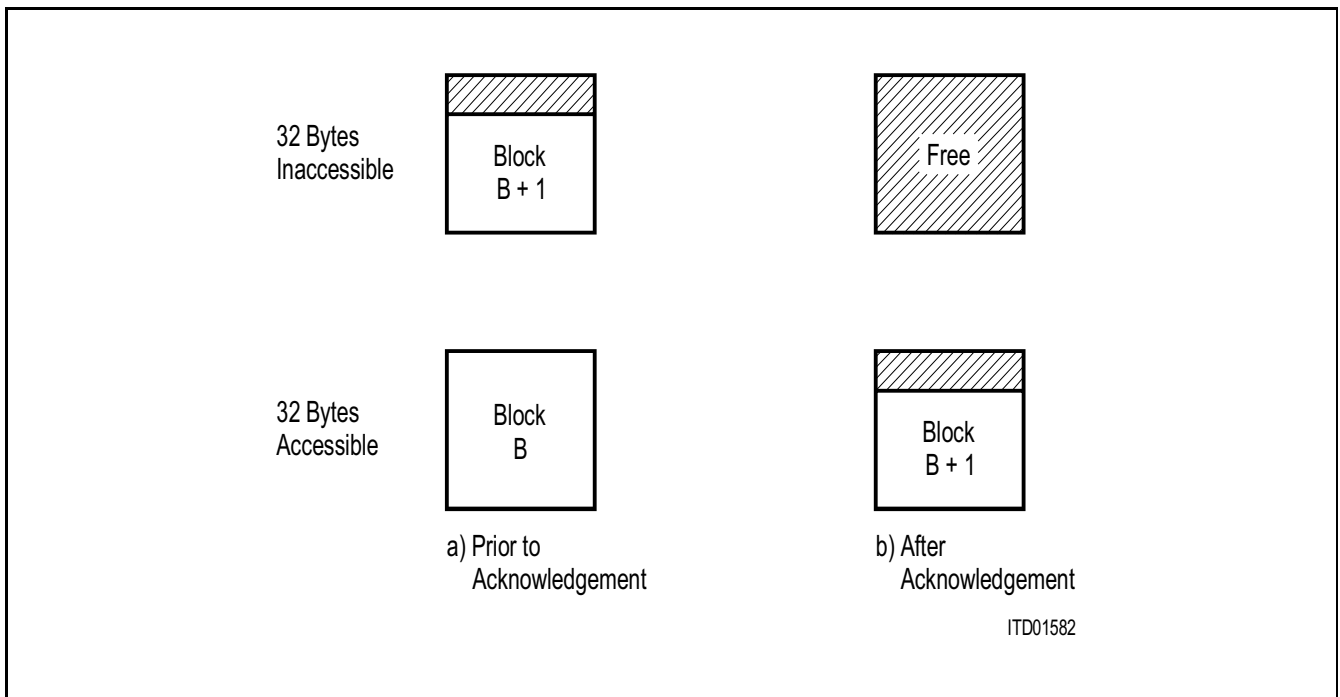 32 Bytes
Inaccessible
Block
B + 1
Free
32 Bytes
Accessible
Block
B
Block
B + 1
a) Prior to
Acknowledgement
b) After
Acknowledgement
ITD01582